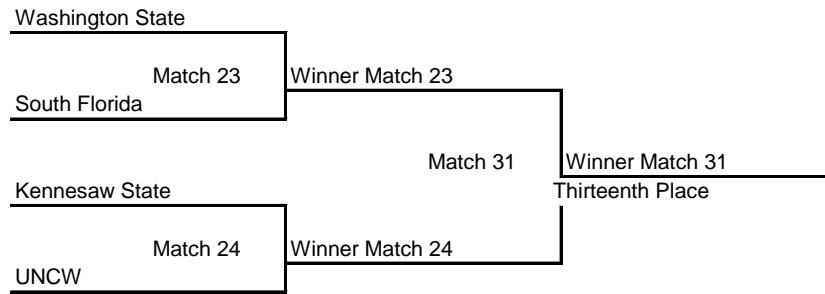 Washington State
Match 23
Winner Match 23
South Florida
Match 31
Winner Match 31
Kennesaw State
Thirteenth Place
Match 24
Winner Match 24
UNCW